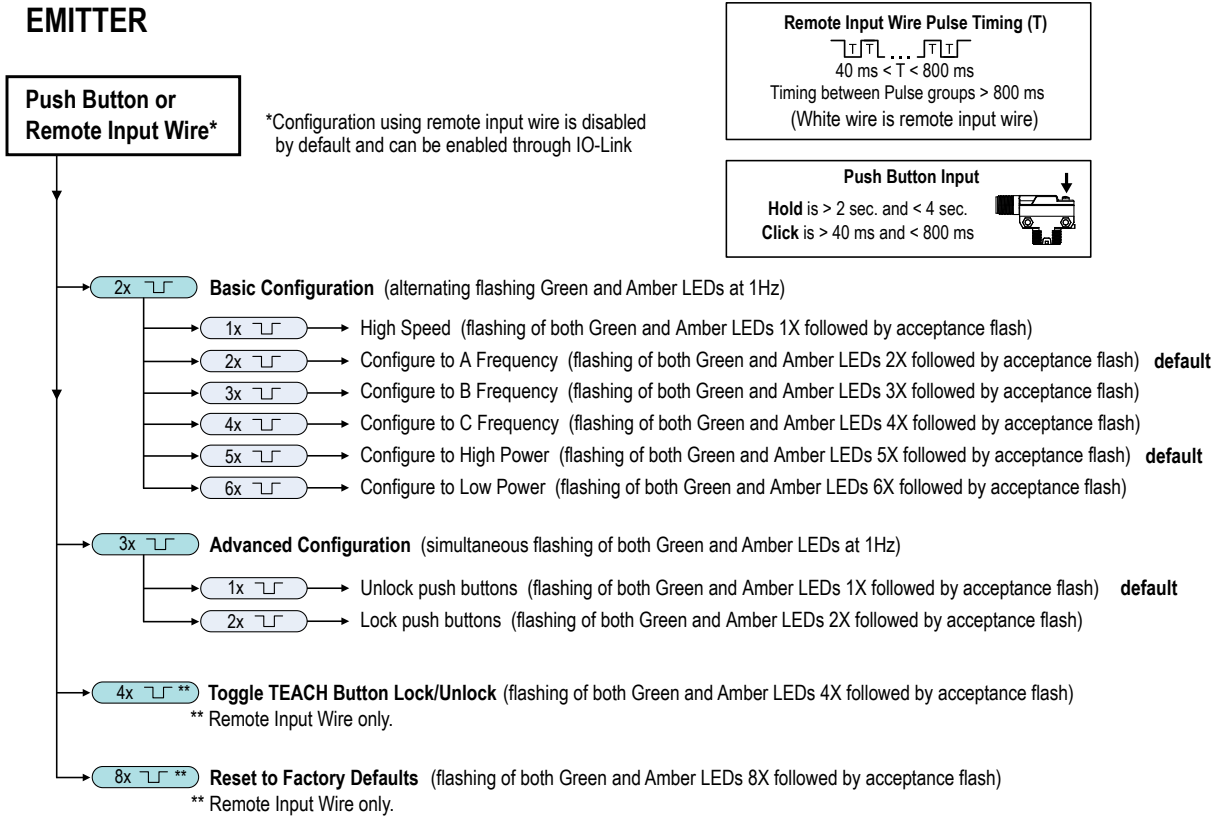 EMITTER
Push Button or
Remote Input Wire*
*Configuration using remote input wire is disabled
by default and can be enabled through IO-Link
Remote Input Wire Pulse Timing (T)
T T ... T T
40 ms < T < 800 ms
Timing between Pulse groups > 800 ms
(White wire is remote input wire)
Push Button Input
Hold is > 2 sec. and < 4 sec.
Click is > 40 ms and < 800 ms
2x Basic Configuration (alternating flashing Green and Amber LEDs at 1Hz)
1x High Speed (flashing of both Green and Amber LEDs 1X followed by acceptance flash)
2x Configure to A Frequency (flashing of both Green and Amber LEDs 2X followed by acceptance flash) default
3x Configure to B Frequency (flashing of both Green and Amber LEDs 3X followed by acceptance flash)
4x Configure to C Frequency (flashing of both Green and Amber LEDs 4X followed by acceptance flash)
5x Configure to High Power (flashing of both Green and Amber LEDs 5X followed by acceptance flash) default
6x Configure to Low Power (flashing of both Green and Amber LEDs 6X followed by acceptance flash)
3x Advanced Configuration (simultaneous flashing of both Green and Amber LEDs at 1Hz)
1x Unlock push buttons (flashing of both Green and Amber LEDs 1X followed by acceptance flash) default
2x Lock push buttons (flashing of both Green and Amber LEDs 2X followed by acceptance flash)
4x ** Toggle TEACH Button Lock/Unlock (flashing of both Green and Amber LEDs 4X followed by acceptance flash)
** Remote Input Wire only.
8x ** Reset to Factory Defaults (flashing of both Green and Amber LEDs 8X followed by acceptance flash)
** Remote Input Wire only.